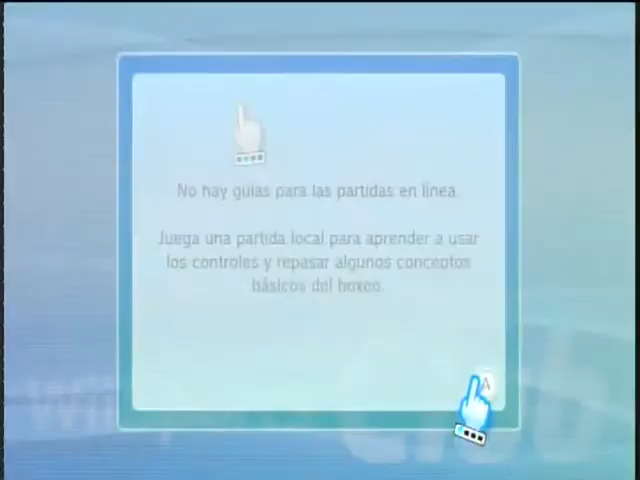 No hay guías para las partidas en línea.
Juega una partida local para aprender a usar
los controles y repasar algunos conceptos
básicos del boxeo.
A
Club